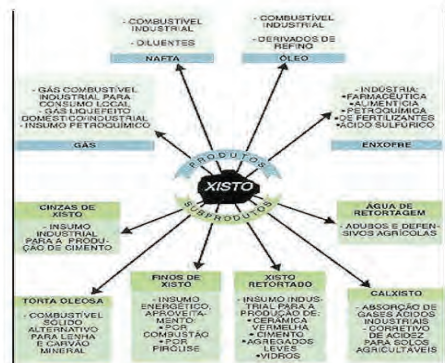 - COMBUSTÍVEL
INDUSTRIAL
- DILUENTES
NAFTA
- COMBUSTÍVEL
INDUSTRIAL
- DERIVADOS DE
REFINO
ÓLEO
- GÁS COMBUSTÍVEL
INDUSTRIAL PARA
CONSUMO LOCAL
- GAS LIQUEFEITO
DOMÉSTICO/INDUSTRIAL
- INSUMO PETROQUÍMICO
GÁS
- INDÚSTRIA:
•FARMACÊUTICA
•ALIMENTÍCIA
•PETROQUÍMICA
•DE FERTILIZANTES
•ÁCIDO SULFÚRICO
ENXOFRE
PRODUTOS
XISTO
SUBPRODUTOS
CINZAS DE
XISTO
- INSUMO
INDUSTRIAL
PARA A PRODU-
ÇÃO DE CIMENTO
ÁGUA DE
RETORTAGEM
- ADUBOS E DEFEN-
SIVOS AGRÍCOLAS
TORTA OLEOSA
- COMBUSTÍVEL
SÓLIDO
ALTERNATIVO
PARA LENHA
E CARVÃO
MINERAL
FINOS DE
XISTO
- INSUMO
ENERGÉTICO;
APROVEITA-
MENTO
• POR
COMBUSTÃO
• POR
PIRÓLISE
XISTO
RETORTADO
- INSUMO INDUS-
TRIAL PARA A
PRODUÇÃO DE:
• CERÂMICA
VERMELHA
• CIMENTO
• AGREGADOS
LEVES
• VIDROS
CALXISTO
- ABSORÇÃO DE
GASES ÁCIDOS
INDUSTRIAIS
- CORRETIVO DE
ACIDEZ PARA
SOLOS
AGRICULTÁVEIS